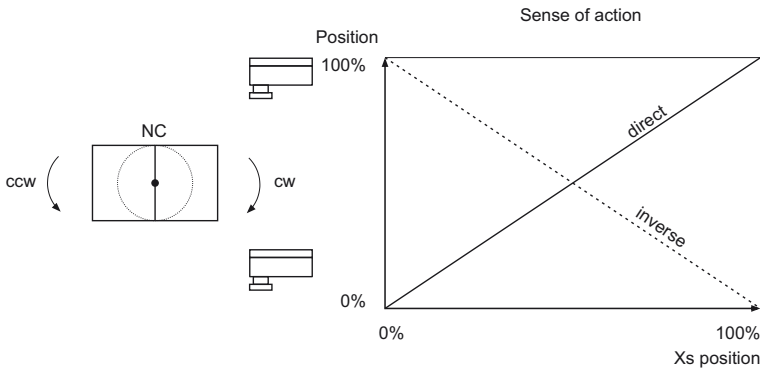 Sense of action
Position
100%
NC
ccw
cw
direct
inverse
0%
0%
100%
Xs position